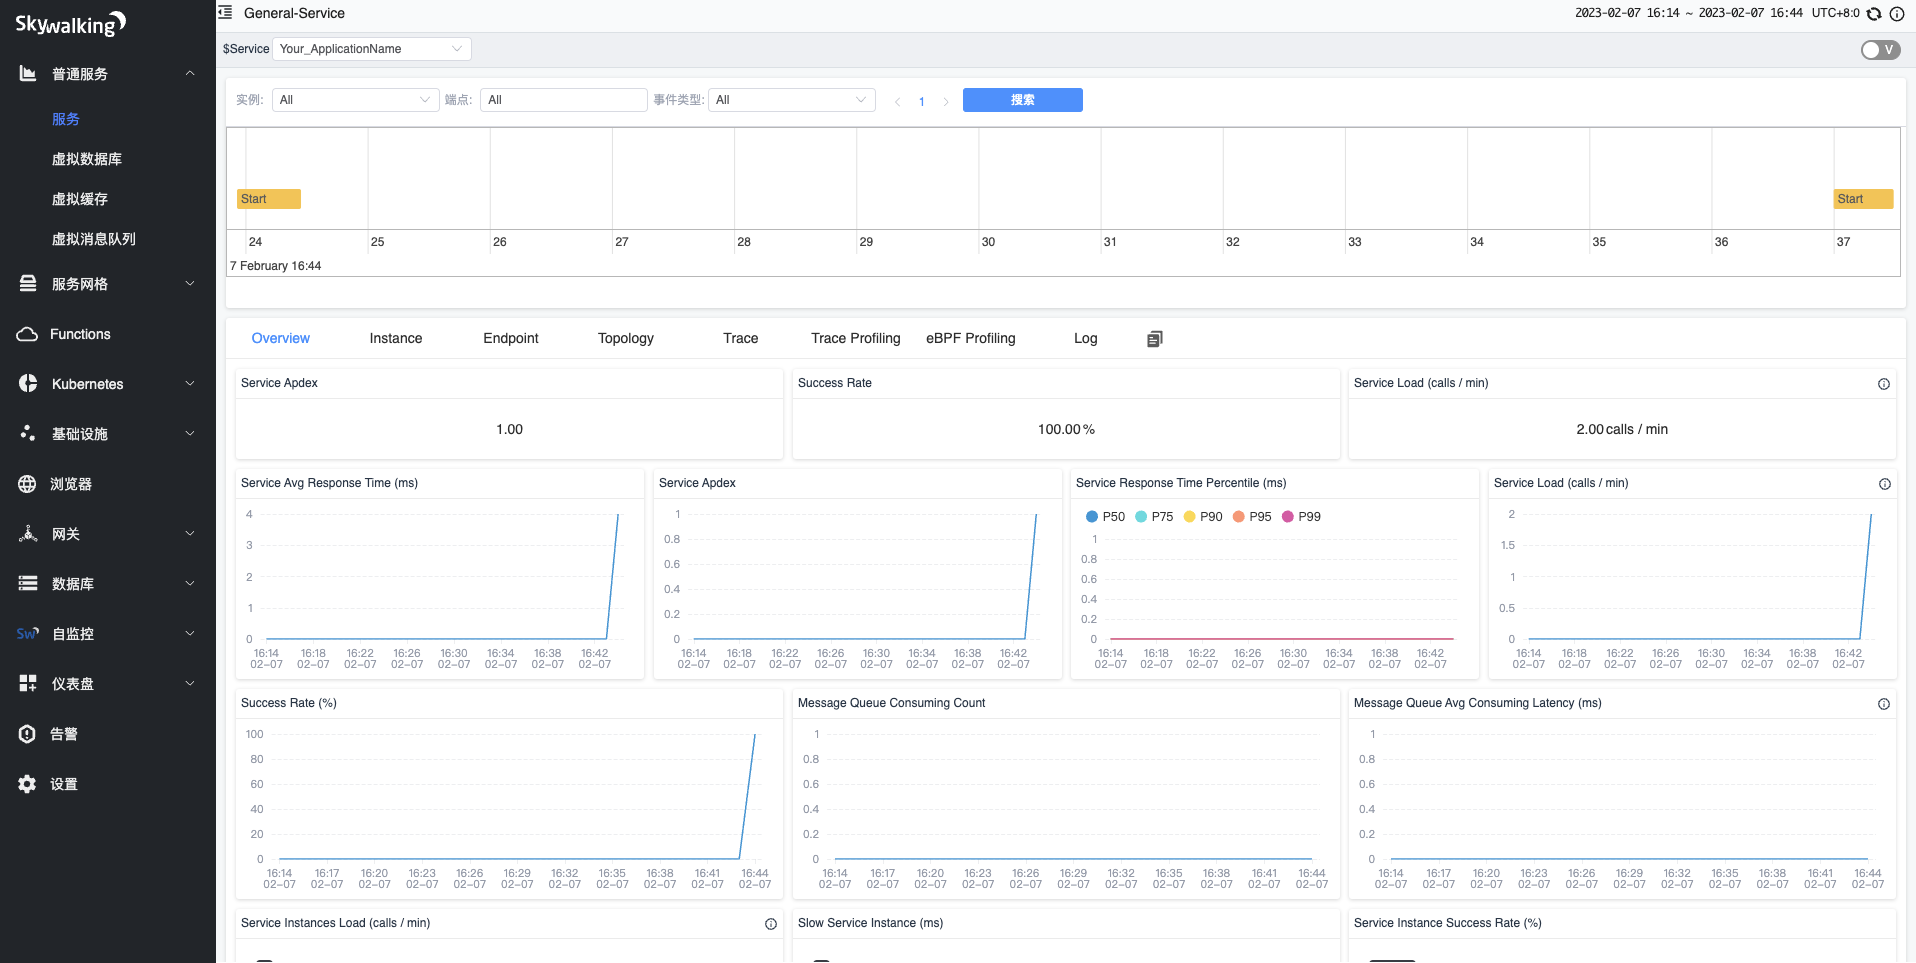 Skywalking
普通服务
服务
虚拟数据库
虚拟缓存
虚拟消息队列
服务网格
Functions
Kubernetes
基础设施
浏览器
网关
数据库
Sw 自监控
仪表盘
告警
设置
General-Service
2023-02-07 16:14 ~ 2023-02-07 16:44 UTC+8:0
$Service Your_ApplicationName V
实例: All 端点: All 事件类型: All 1 搜索
Start Start
24 25 26 27 28 29 30 31 32 33 34 35 36 37
7 February 16:44
Overview Instance Endpoint Topology Trace Trace Profiling eBPF Profiling Log
Service Apdex
1.00
Success Rate
100.00 %
Service Load (calls / min)
2.00 calls / min
Service Avg Response Time (ms)
4
3
2
1
0
16:14 16:18 16:22 16:26 16:30 16:34 16:38 16:42
02-07 02-07 02-07 02-07 02-07 02-07 02-07 02-07
Service Apdex
1
0.8
0.6
0.4
0.2
0
16:14 16:18 16:22 16:26 16:30 16:34 16:38 16:42
02-07 02-07 02-07 02-07 02-07 02-07 02-07 02-07
Service Response Time Percentile (ms)
P50 P75 P90 P95 P99
1
0.8
0.6
0.4
0.2
0
16:14 16:18 16:22 16:26 16:30 16:34 16:38 16:42
02-07 02-07 02-07 02-07 02-07 02-07 02-07 02-07
Service Load (calls / min)
2
1.5
1
0.5
0
16:14 16:18 16:22 16:26 16:30 16:34 16:38 16:42
02-07 02-07 02-07 02-07 02-07 02-07 02-07 02-07
Success Rate (%)
100
80
60
40
20
0
16:14 16:17 16:20 16:23 16:26 16:29 16:32 16:35 16:38 16:41 16:44
02-07 02-07 02-07 02-07 02-07 02-07 02-07 02-07 02-07 02-07 02-07
Message Queue Consuming Count
1
0.8
0.6
0.4
0.2
0
16:14 16:17 16:20 16:23 16:26 16:29 16:32 16:35 16:38 16:41 16:44
02-07 02-07 02-07 02-07 02-07 02-07 02-07 02-07 02-07 02-07 02-07
Message Queue Avg Consuming Latency (ms)
1
0.8
0.6
0.4
0.2
0
16:14 16:17 16:20 16:23 16:26 16:29 16:32 16:35 16:38 16:41 16:44
02-07 02-07 02-07 02-07 02-07 02-07 02-07 02-07 02-07 02-07 02-07
Service Instances Load (calls / min)
Slow Service Instance (ms)
Service Instance Success Rate (%)